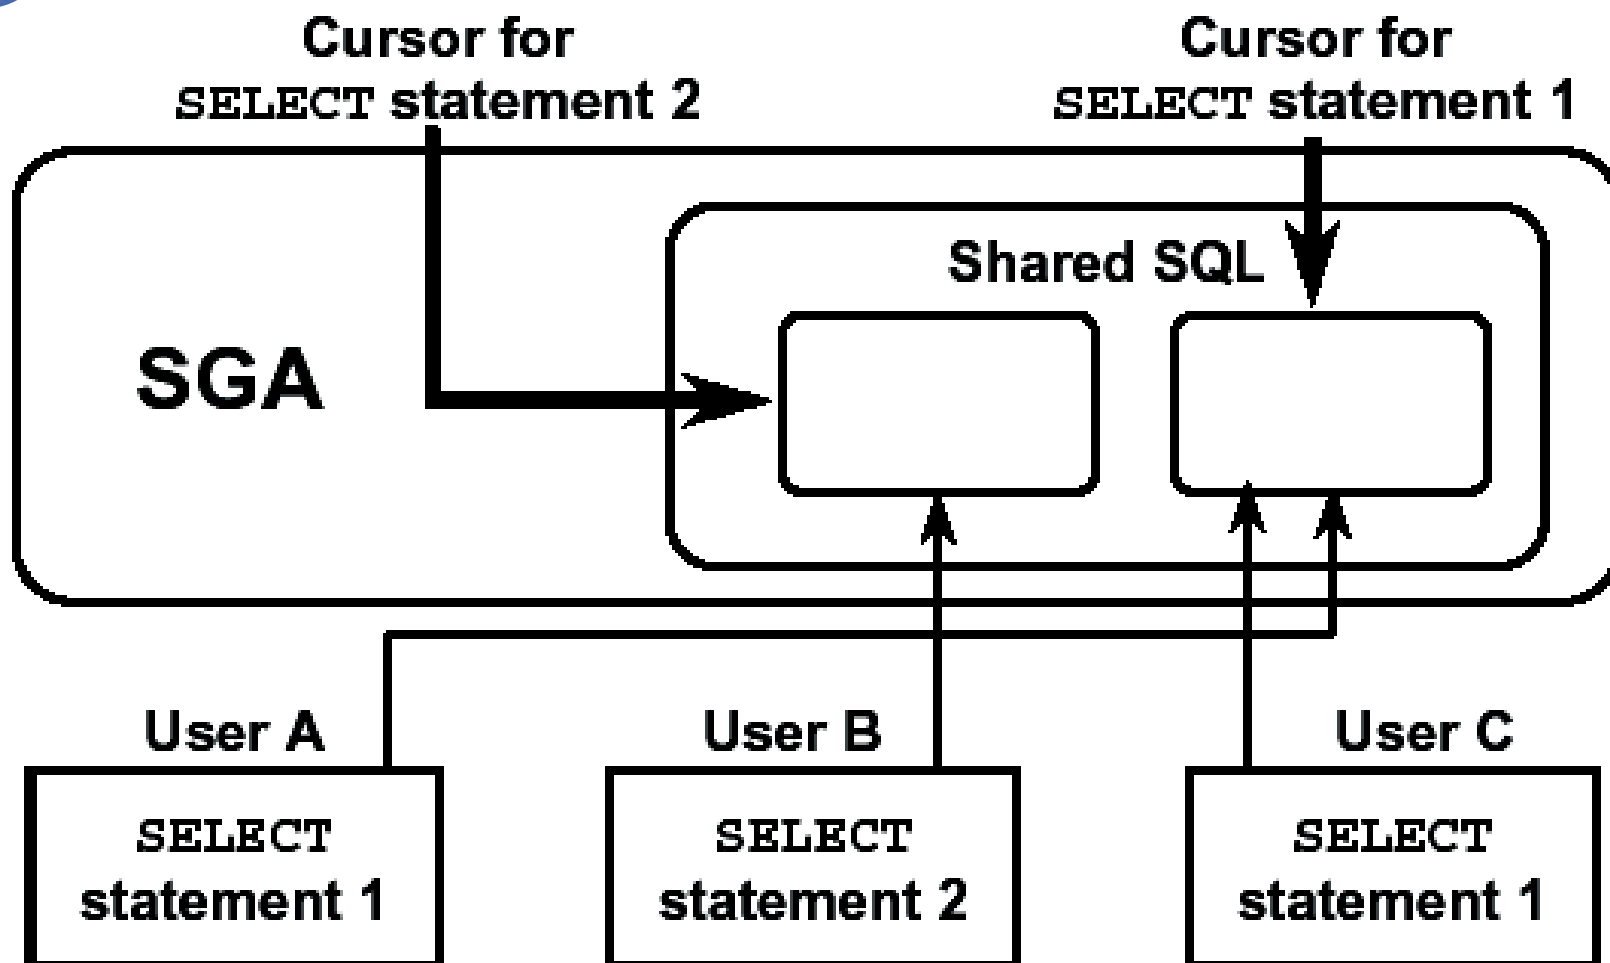 Cursor for
SELECT statement 2
Cursor for
SELECT statement 1
Shared SQL
SGA
User A
SELECT
statement 1
User B
SELECT
statement 2
User C
SELECT
statement 1